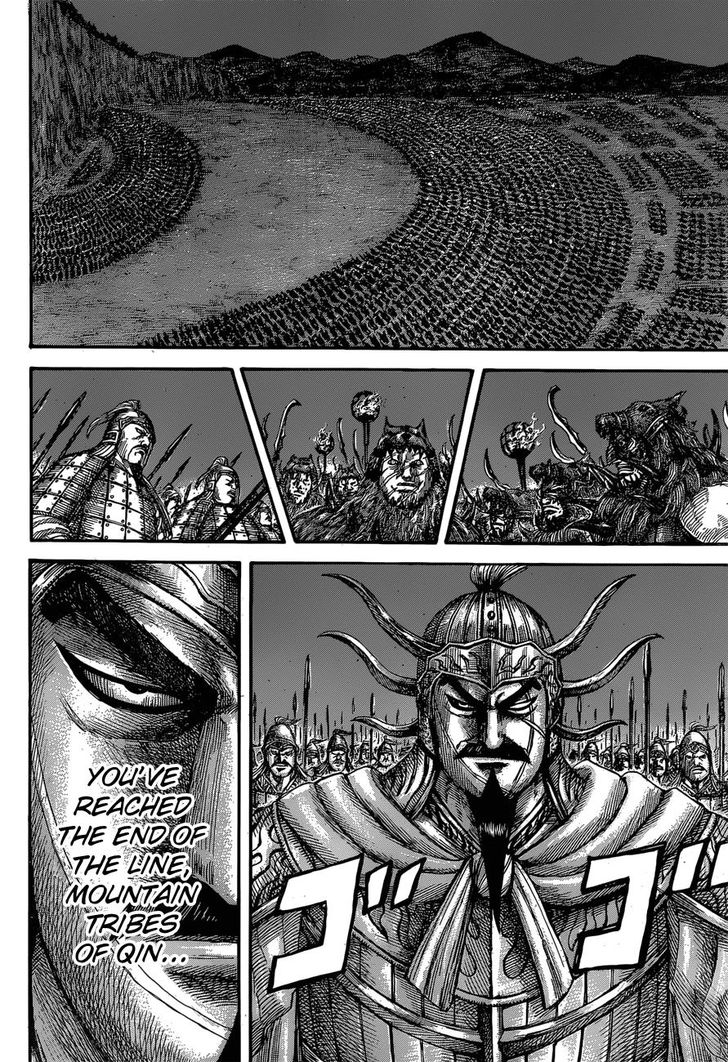 ゴ
ゴ
YOU'VE
REACHED
THE END OF
THE LINE,
MOUNTAIN
TRIBES
OF QIN...